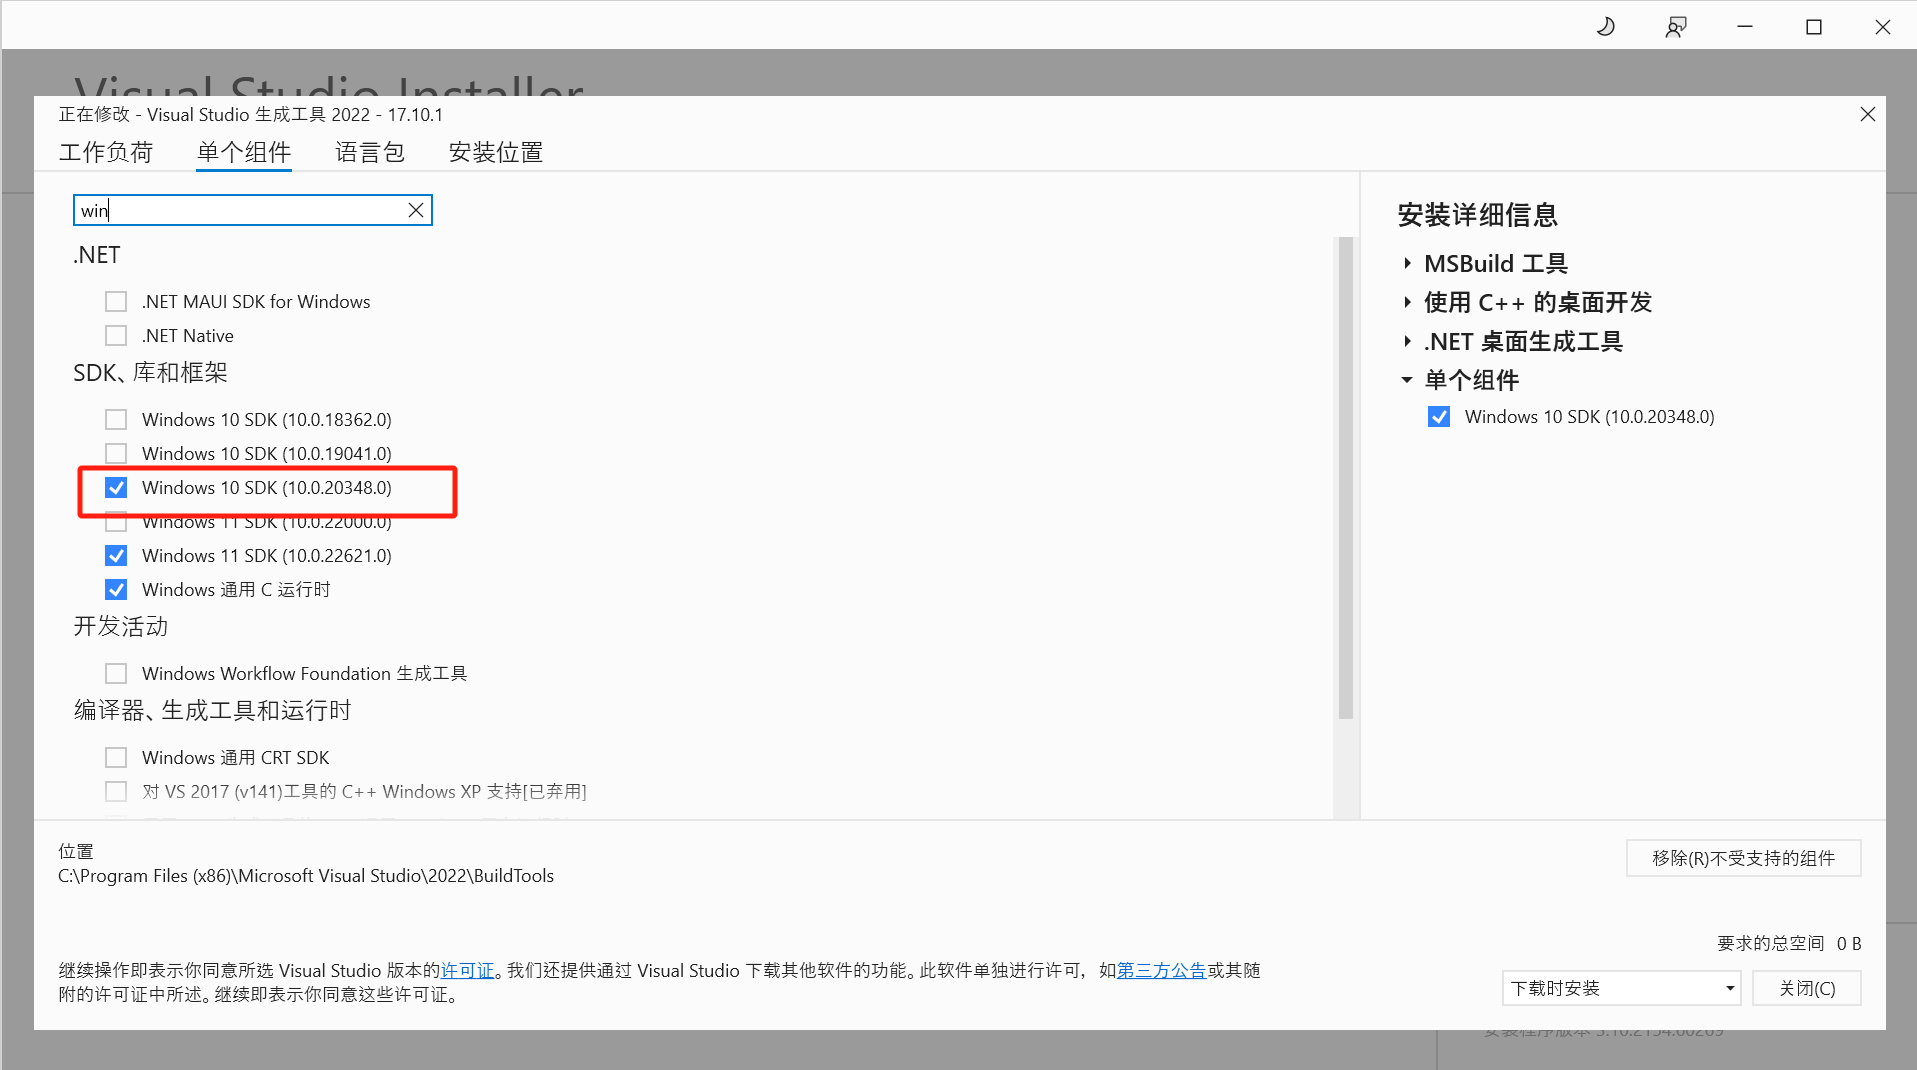 Visual Studio Installer
正在修改 - Visual Studio 生成工具 2022 - 17.10.1
工作负荷 单个组件 语言包 安装位置
win
.NET
.NET MAUI SDK for Windows
.NET Native
SDK、库和框架
Windows 10 SDK (10.0.18362.0)
Windows 10 SDK (10.0.19041.0)
Windows 10 SDK (10.0.20348.0)
Windows 11 SDK (10.0.22000.0)
Windows 11 SDK (10.0.22621.0)
Windows 通用 C 运行时
开发活动
Windows Workflow Foundation 生成工具
编译器、生成工具和运行时
Windows 通用 CRT SDK
对 VS 2017 (v141)工具的 C++ Windows XP 支持[已弃用]
安装详细信息
MSBuild 工具
使用 C++ 的桌面开发
.NET 桌面生成工具
单个组件
Windows 10 SDK (10.0.20348.0)
位置
C:\Program Files (x86)\Microsoft Visual Studio\2022\BuildTools
移除(R)不受支持的组件
要求的总空间 0 B
继续操作即表示你同意所选 Visual Studio 版本的许可证。我们还提供通过 Visual Studio 下载其他软件的功能。此软件单独进行许可，如第三方公告或其随
附的许可证中所述。继续即表示你同意这些许可证。
下载时安装
关闭(C)